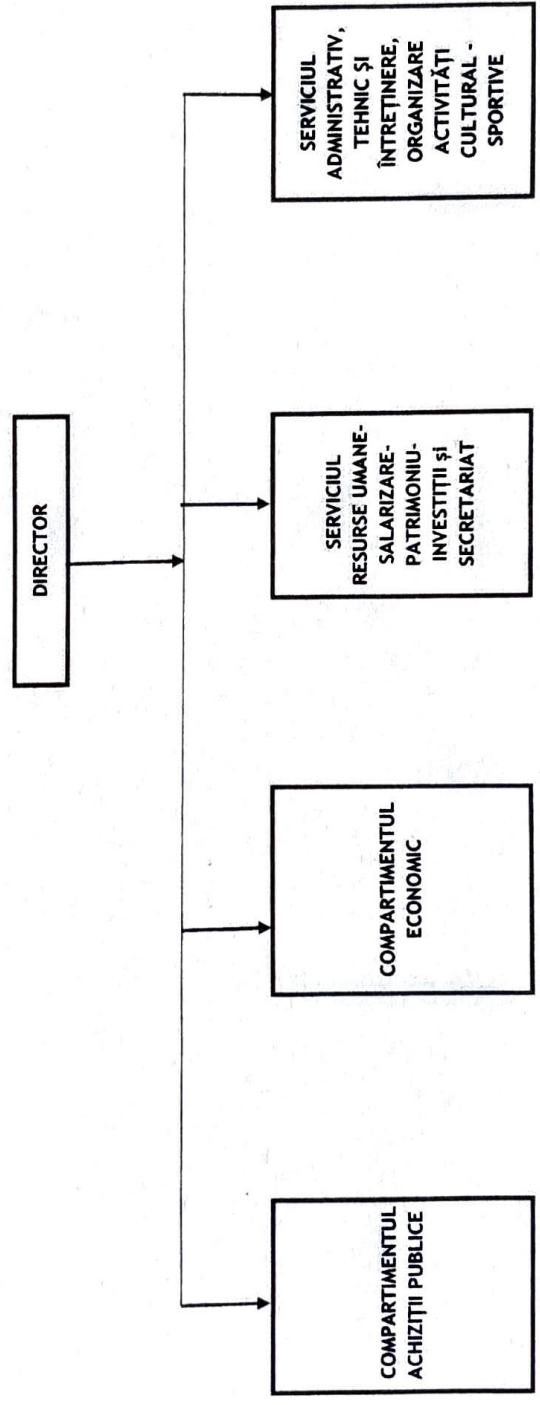 DIRECTOR
COMPARTIMENTUL
ACHIZIȚII PUBLICE
COMPARTIMENTUL
ECONOMIC
SERVICIUL
RESURSE UMANE-
SALARIZARE-
PATRIMONIU-
INVESTIȚII și
SECRETARIAT
SERVICIUL
ADMINISTRATIV,
TEHNIC ȘI
ÎNTREȚINERE,
ORGANIZARE
ACTIVITĂȚI
CULTURAL -
SPORTIVE